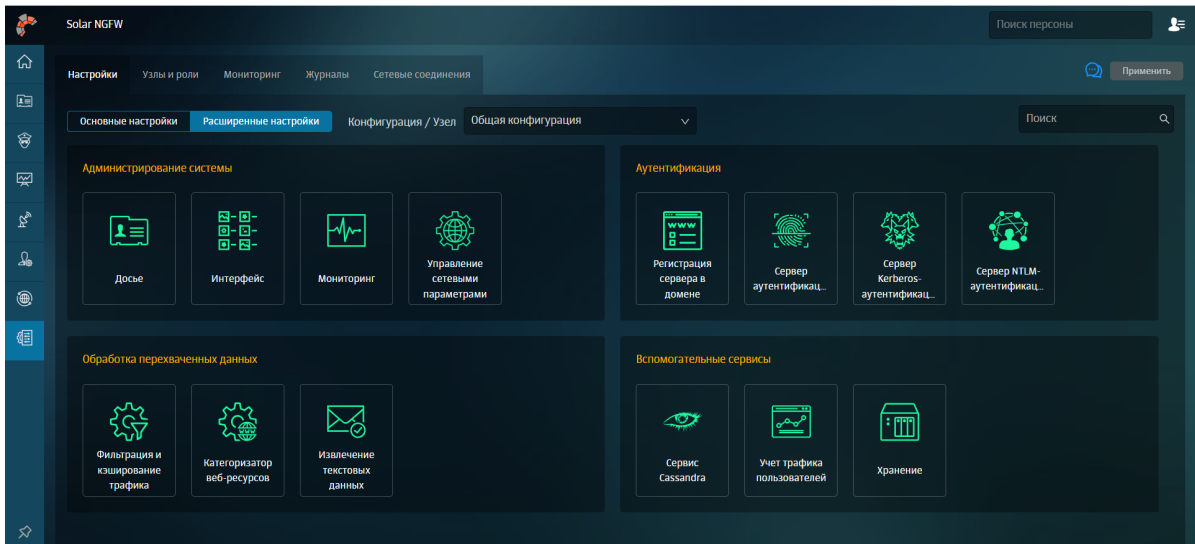 Solar NGFW
Поиск персоны
Настройки
Узлы и роли
Мониторинг
Журналы
Сетевые соединения
Применить
Основные настройки
Расширенные настройки
Конфигурация / Узел
Общая конфигурация
Поиск
Администрирование системы
Досье
Интерфейс
Мониторинг
Управление
сетевыми
параметрами
Аутентификация
www
Регистрация
сервера в
домене
Сервер
аутентификац...
Сервер
Kerberos-
аутентификац...
Сервер NTLM-
аутентификац...
Обработка перехваченных данных
Фильтрация и
кэширование
трафика
Категоризатор
веб-ресурсов
Извлечение
текстовых
данных
Вспомогательные сервисы
Сервис
Cassandra
Учет трафика
пользователей
Хранение